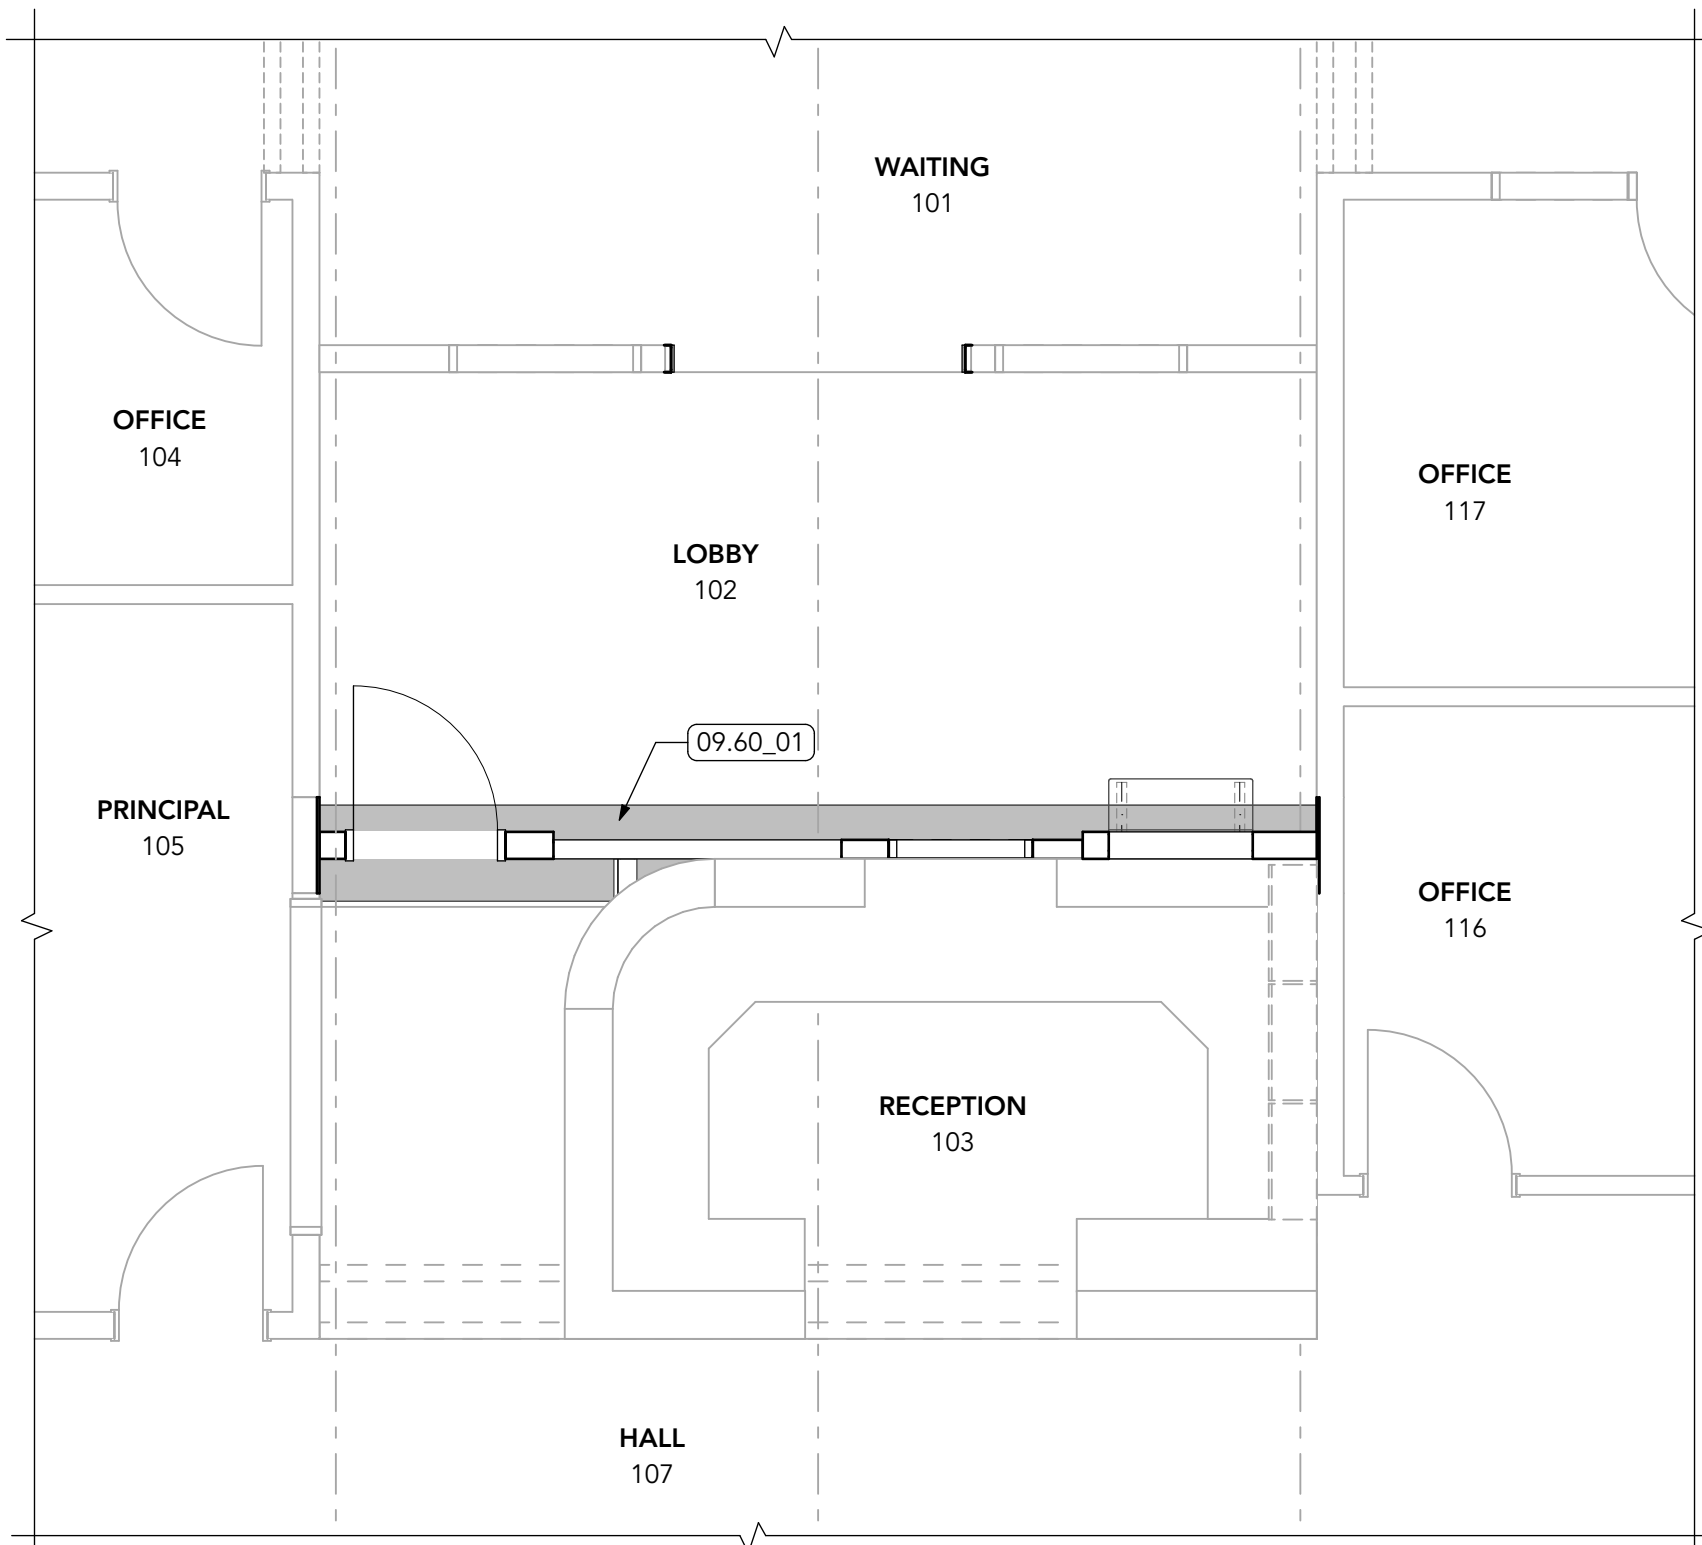 WAITING
101
OFFICE
104
OFFICE
117
LOBBY
102
09.60_01
PRINCIPAL
105
OFFICE
116
RECEPTION
103
HALL
107